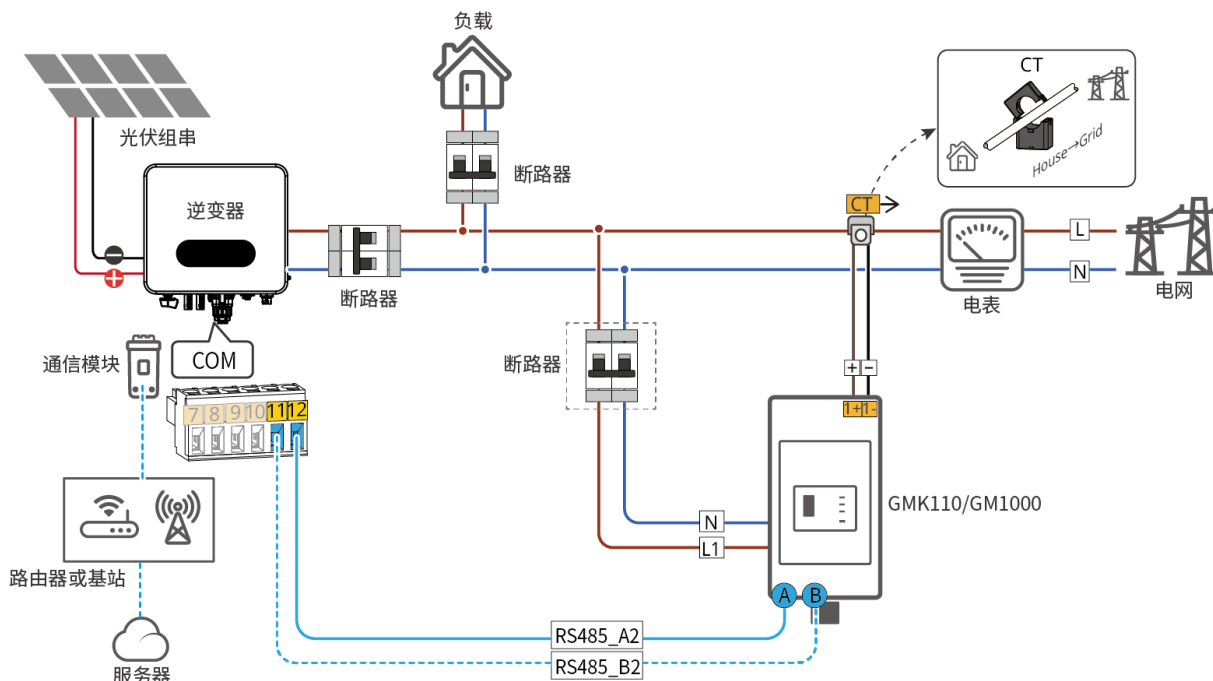 负载
CT
House→Grid
光伏组串
断路器
逆变器
CT
L
N
电网
电表
断路器
通信模块
COM
断路器
+ -
7 8 9 10 11 12
1+ 1-
GMK110/GM1000
N
L1
路由器或基站
A B
RS485_A2
RS485_B2
服务器